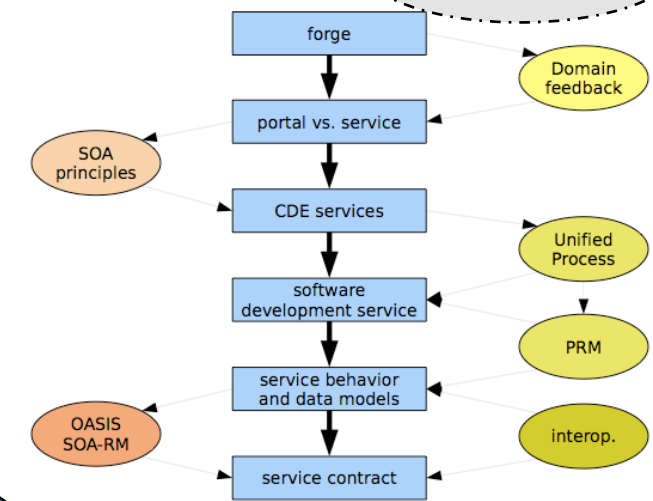 forge
Domain
feedback
portal vs. service
SOA
principles
CDE services
Unified
Process
software
development service
PRM
service behavior
and data models
OASIS
SOA-RM
interop.
service contract